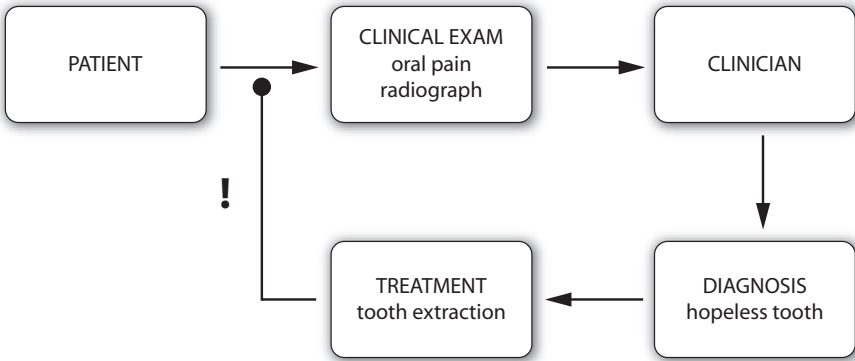 PATIENT
CLINICAL EXAM
oral pain
radiograph
CLINICIAN
!
TREATMENT
tooth extraction
DIAGNOSIS
hopeless tooth